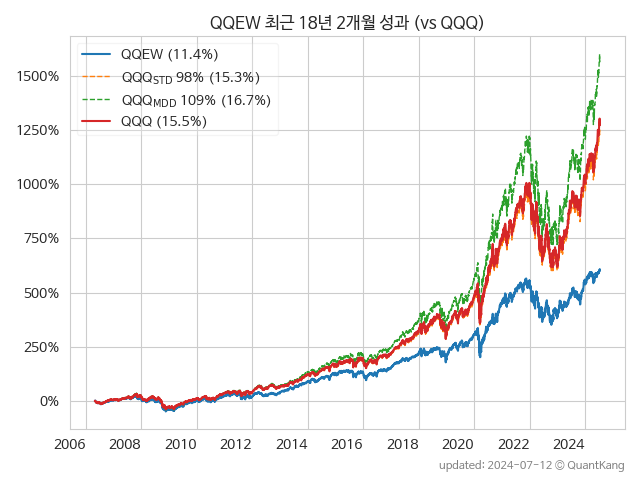 QQEW 최근 18년 2개월 성과 (vs QQQ)
QQEW (11.4%)
QQQSTD 98% (15.3%)
QQQMDD 109% (16.7%)
QQQ (15.5%)
1500%
1250%
1000%
750%
500%
250%
0%
2006 2008 2010 2012 2014 2016 2018 2020 2022 2024
updated: 2024-07-12 © QuantKang